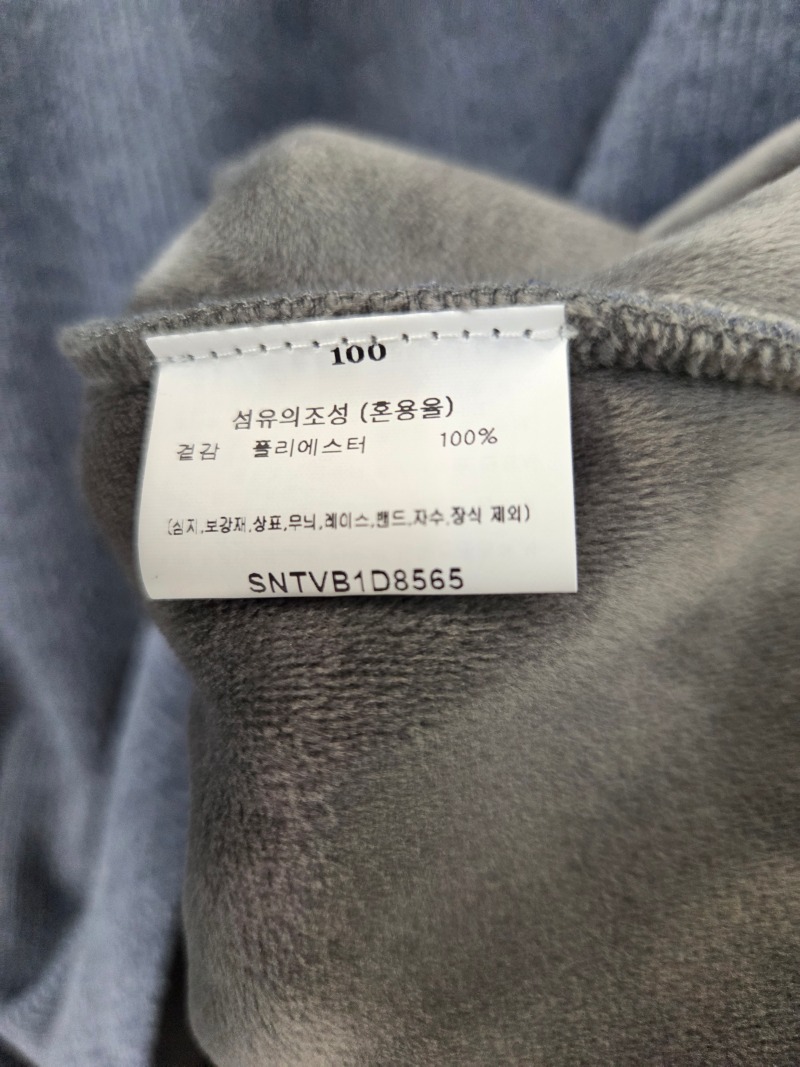 100
섬유의조성 (혼용율)
겉감 폴리에스터 100%
(심지,보강재,상표,무늬,레이스,밴드,자수,장식 제외)
SNTVB1D8565